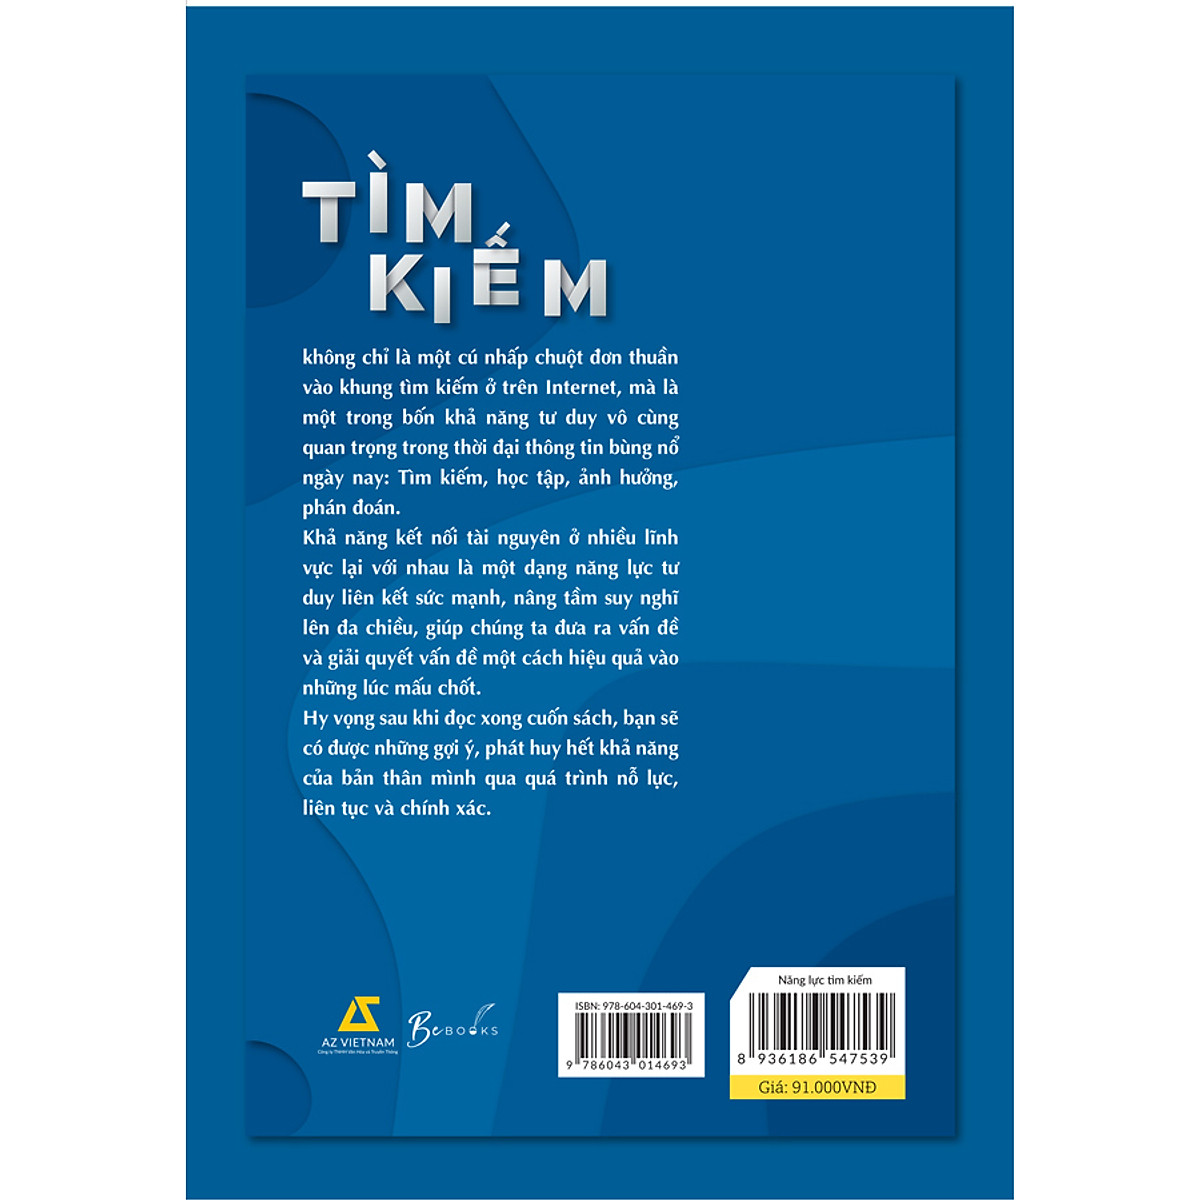 TÌM
KIẾM
không chỉ là một cú nhấp chuột đơn thuần
vào khung tìm kiếm ở trên Internet, mà là
một trong bốn khả năng tư duy vô cùng
quan trọng trong thời đại thông tin bùng nổ
ngày nay: Tìm kiếm, học tập, ảnh hưởng,
phán đoán.
Khả năng kết nối tài nguyên ở nhiều lĩnh
vực lại với nhau là một dạng năng lực tư
duy liên kết sức mạnh, nâng tầm suy nghĩ
lên đa chiều, giúp chúng ta đưa ra vấn đề
và giải quyết vấn đề một cách hiệu quả vào
những lúc mấu chốt.
Hy vọng sau khi đọc xong cuốn sách, bạn sẽ
có được những gợi ý, phát huy hết khả năng
của bản thân mình qua quá trình nỗ lực,
liên tục và chính xác.
AZ VIETNAM
Công ty TNHH Văn Hóa và Truyền Thông
BeBOOKS
ISBN: 978-604-301-469-3
9 786043 014693
Năng lực tìm kiếm
8 936186 547539
Giá: 91.000VNĐ